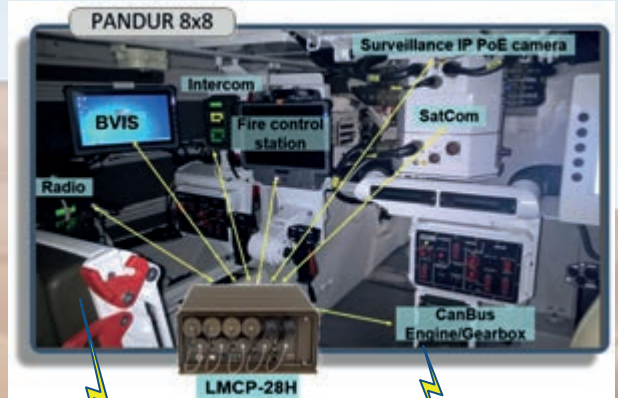 PANDUR 8x8
Surveillance IP PoE camera
Intercom
BVIS
Fire control
station
SatCom
Radio
CanBus
Engine/Gearbox
LMCP-28H